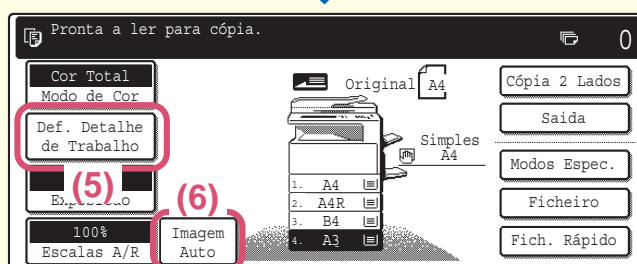 Pronta a ler para cópia.
0
Cor Total
Modo de Cor
Original
A4
Cópia 2 Lados
Def. Detalhe
de Trabalho
Saida
Simples
A4
Modos Espec.
(5)
(6)
1. A4
2. A4R
3. B4
4. A3
Ficheiro
100%
Escalas A/R
Imagem
Auto
Fich. Rápido